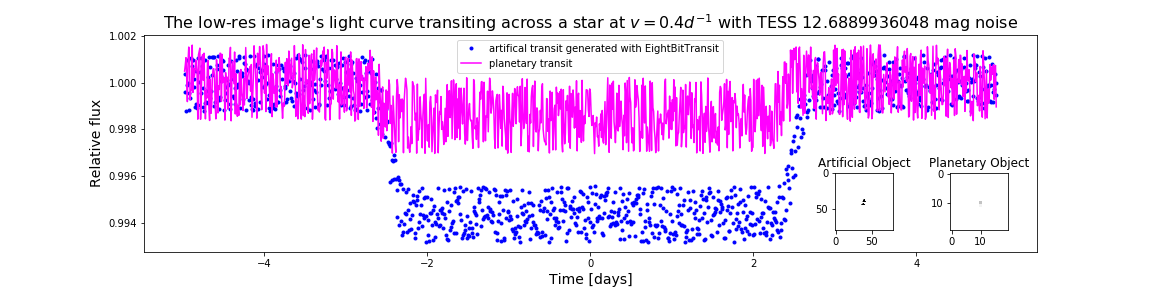 The low-res image's light curve transiting across a star at v = 0.4d⁻¹ with TESS 12.6889936048 mag noise
artifical transit generated with EightBitTransit
planetary transit
Relative flux
1.002
1.000
0.998
0.996
0.994
−4
−2
0
2
4
Time [days]
Artificial Object
0
50
0
50
Planetary Object
0
10
0
10